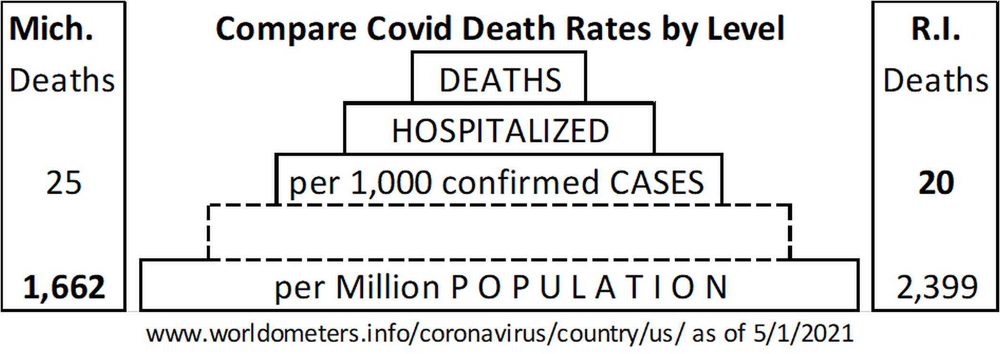 Mich. Compare Covid Death Rates by Level R.I.
Deaths DEATHS Deaths
HOSPITALIZED
25 per 1,000 confirmed CASES 20
1,662 per Million P O P U L A T I O N 2,399
www.worldometers.info/coronavirus/country/us/ as of 5/1/2021